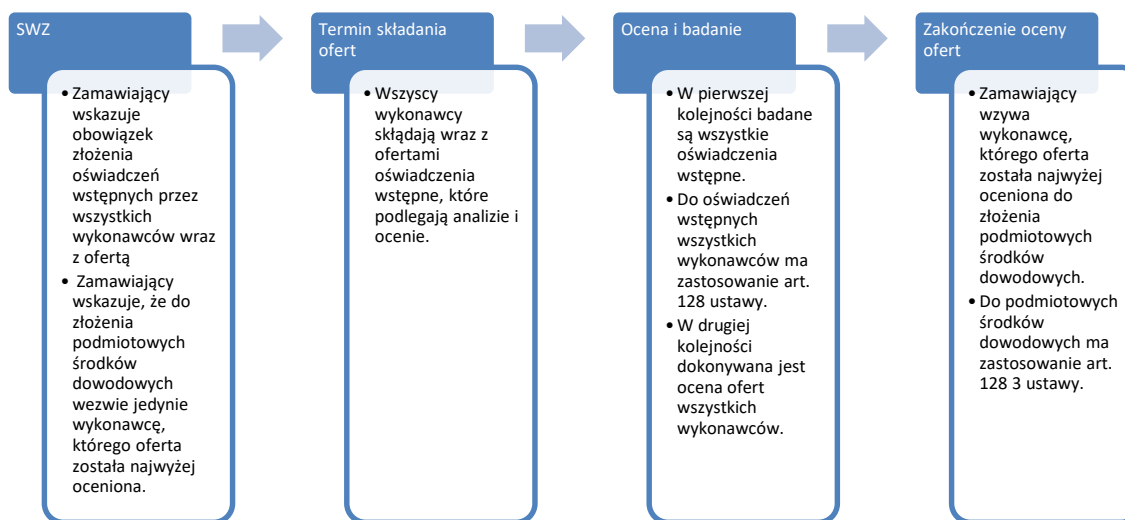 SWZ
• Zamawiający
wskazuje
obowiązek
złożenia
oświadczeń
wstępnych przez
wszystkich
wykonawców wraz
z ofertą
• Zamawiający
wskazuje, że do
złożenia
podmiotowych
środków
dowodowych
wezwie jedynie
wykonawcę,
którego oferta
została najwyżej
oceniona.
Termin składania
ofert
• Wszyscy
wykonawcy
skłądają wraz z
ofertami
oświadczenia
wstępne, które
podlegają analizie i
ocenie.
Ocena i badanie
• W pierwszej
kolejności badane
są wszystkie
oświadczenia
wstępne.
• Do oświadczeń
wstępnych
wszystkich
wykonawców ma
zastosowanie art.
128 ustawy.
• W drugiej
kolejności
dokonywana jest
ocena ofert
wszystkich
wykonawców.
Zakończenie oceny
ofert
• Zamawiający
wzywa
wykonawcę,
którego oferta
została najwyżej
oceniona do
złożenia
podmiotowych
środków
dowodowych.
• Do podmiotowych
środków
dowodowych ma
zastosowanie art.
128 3 ustawy.